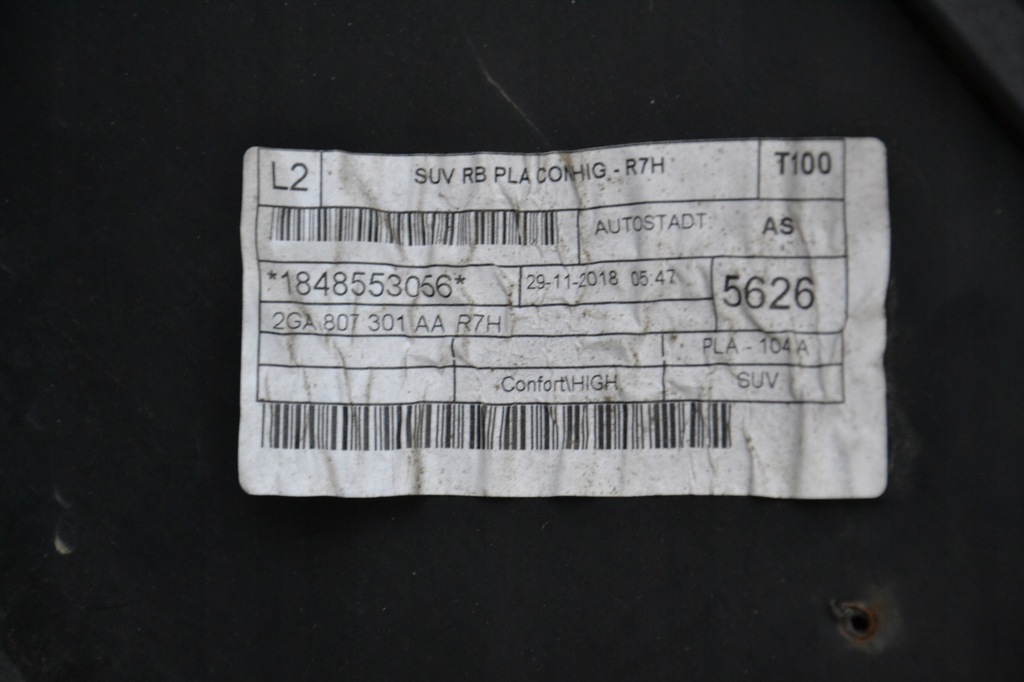 L2 SUV RB PLA CONHIG - R7H T100
AUTOSTADT AS
*1848553056* 29-11-2018 05:47 5626
2GA 807 301 AA R7H
PLA - 104 A
Confort\HIGH SUV